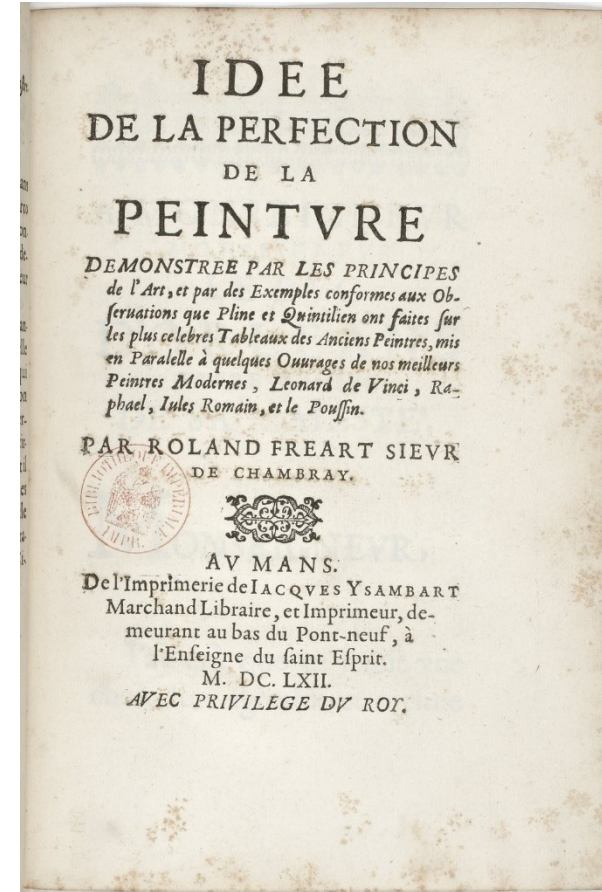 IDEE
DE LA PERFECTION
DE LA
PEINTVRE
DEMONSTREE PAR LES PRINCIPES
de l'Art, et par des Exemples conformes aux Ob-
ſeruations que Pline et Quintilien ont faites ſur
les plus celebres Tableaux des Anciens Peintres, mis
en Paralelle à quelques Ouurages de nos meilleurs
Peintres Modernes, Leonard de Vinci, Ra-
phael, Iules Romain, et le Pouſſin.
PAR ROLAND FREART SIEVR
DE CHAMBRAY.
BIBLIOTHEQUE IMPERIALE
IMPR.
AV MANS.
De l'Imprimerie de IACQVES YSAMBART
Marchand Libraire, et Imprimeur, de-
meurant au bas du Pont-neuf, à
l'Enſeigne du ſaint Eſprit.
M. DC. LXII.
AVEC PRIVILEGE DV ROY.